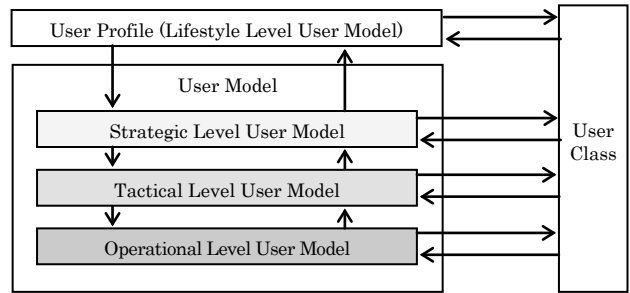 User Profile (Lifestyle Level User Model)
User Model
Strategic Level User Model
Tactical Level User Model
Operational Level User Model
User
Class